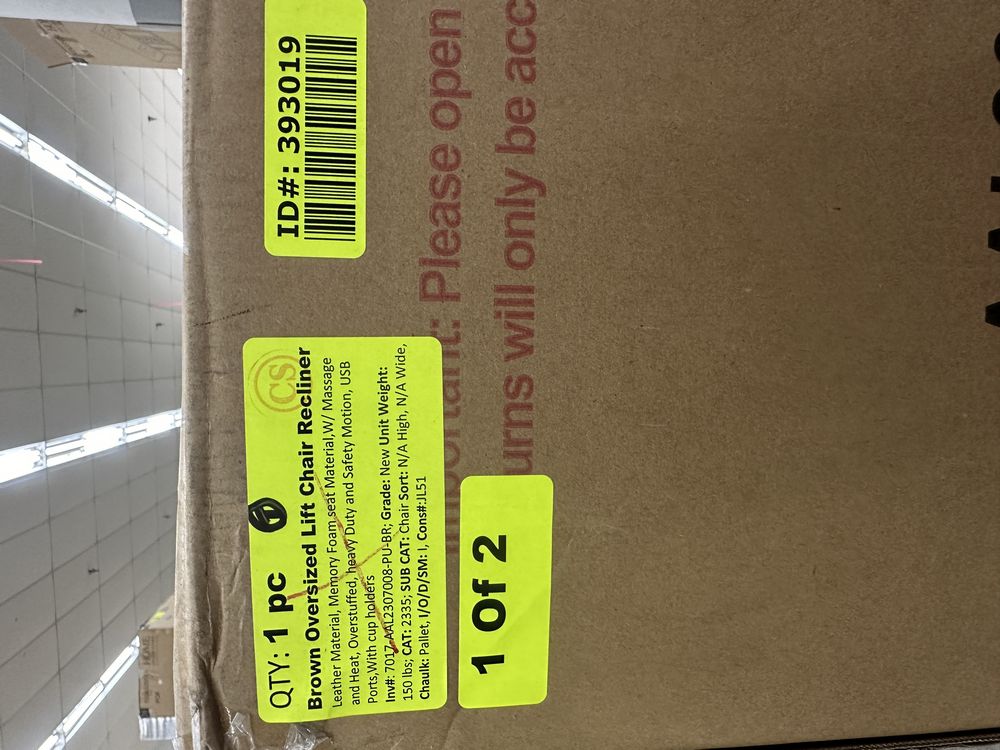 ID#: 393019
Please open
urns will only be acc
CS
QTY: 1 pc
Brown Oversized Lift Chair Recliner
Leather Material, Memory Foam seat Material,W/ Massage
and Heat, Overstuffed, heavy Duty and Safety Motion, USB
Ports,With cup holders
Inv#: 7017-AAL2307008-PU-BR; Grade: New Unit Weight:
150 lbs; CAT: 2335; SUB CAT: Chair Sort: N/A High, N/A Wide,
Chaulk: Pallet, I/O/D/SM: I, Cons#:JL51
1 Of 2